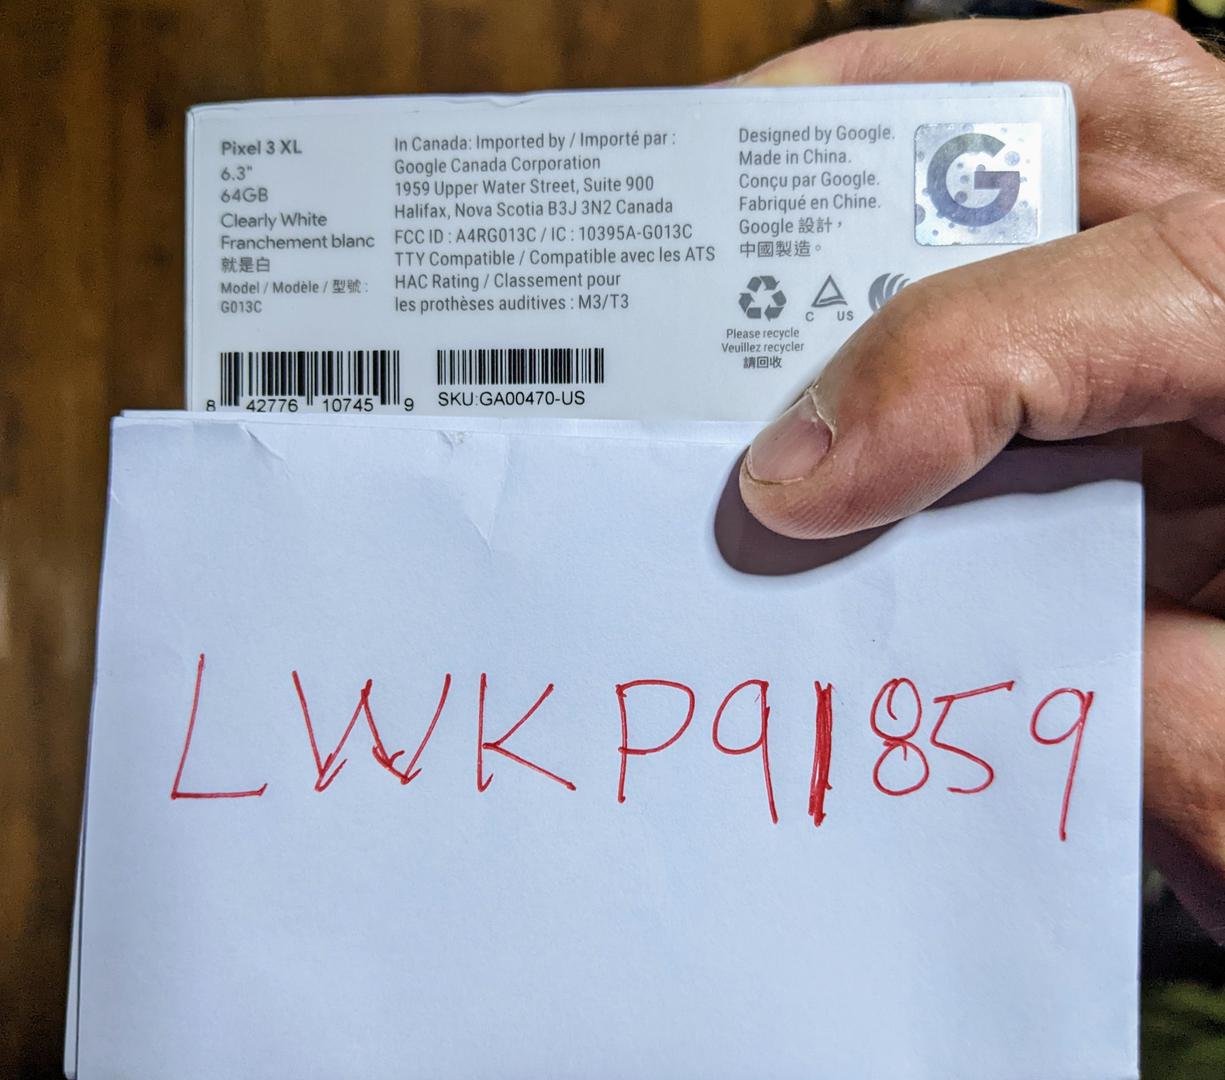 Pixel 3 XL
6.3"
64GB
Clearly White
Franchement blanc
就是白
Model / Modèle / 型號 :
G013C
In Canada: Imported by / Importé par :
Google Canada Corporation
1959 Upper Water Street, Suite 900
Halifax, Nova Scotia B3J 3N2 Canada
FCC ID : A4RG013C / IC : 10395A-G013C
TTY Compatible / Compatible avec les ATS
HAC Rating / Classement pour
les prothèses auditives : M3/T3
Designed by Google.
Made in China.
Conçu par Google.
Fabriqué en Chine.
Google 設計，
中國製造。
G
C US
Please recycle
Veuillez recycler
請回收
8 42776 10745 9
SKU:GA00470-US
LWKP91859